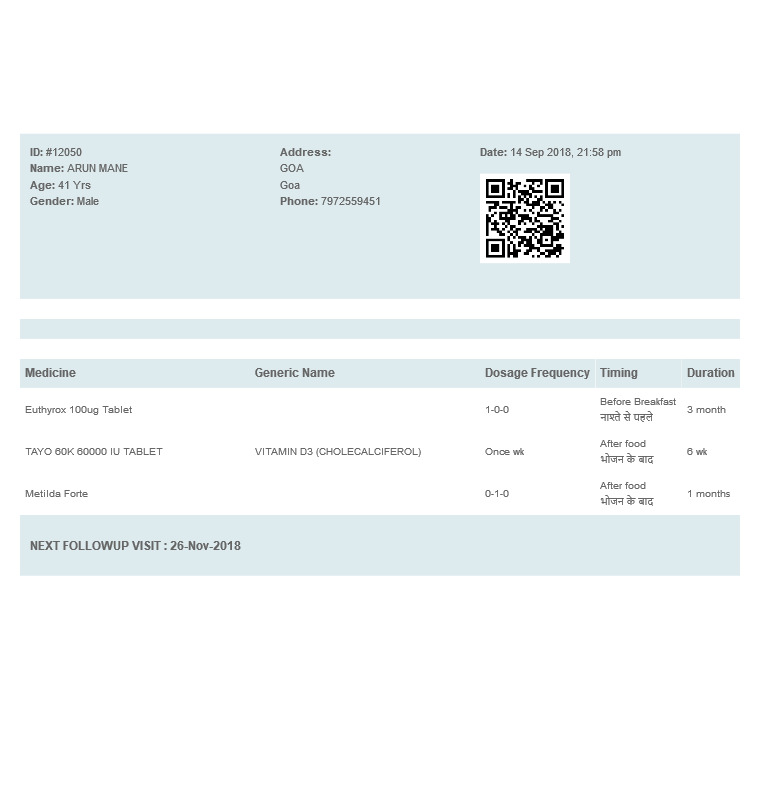 ID: #12050
Name: ARUN MANE
Age: 41 Yrs
Gender: Male
Address:
GOA
Goa
Phone: 7972559451
Date: 14 Sep 2018, 21:58 pm
Medicine Generic Name Dosage Frequency Timing Duration
Euthyrox 100ug Tablet 1-0-0 Before Breakfast 3 month
नाश्ते से पहले
TAYO 60K 60000 IU TABLET VITAMIN D3 (CHOLECALCIFEROL) Once wk After food 6 wk
भोजन के बाद
Metilda Forte 0-1-0 After food 1 months
भोजन के बाद
NEXT FOLLOWUP VISIT : 26-Nov-2018